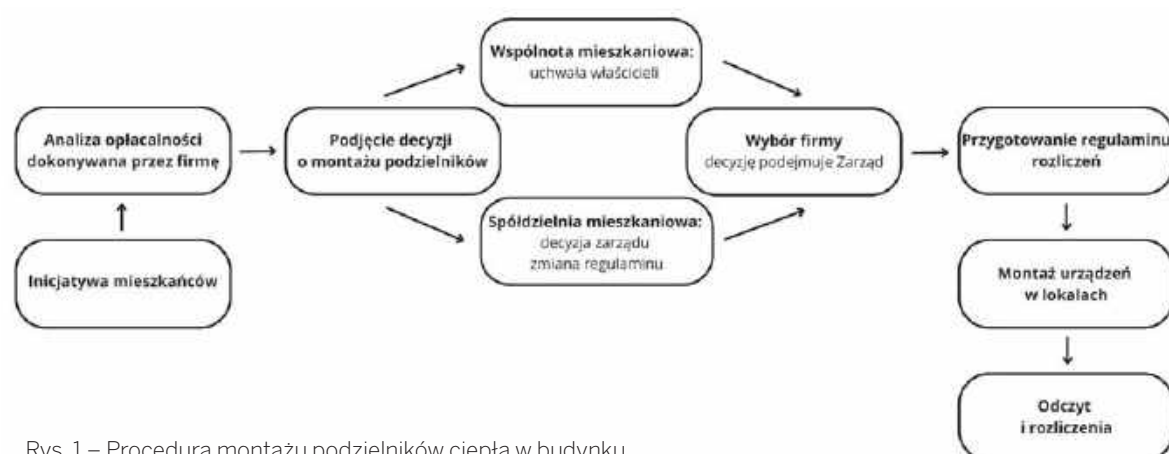 Wspólnota mieszkaniowa:
uchwała właścicieli
Analiza opłacalności
dokonywana przez firmę
Podjęcie decyzji
o montażu podzielników
Wybór firmy
decyzję podejmuje Zarząd
Przygotowanie regulaminu
rozliczeń
Spółdzielnia mieszkaniowa:
decyzja zarządu
zmiana regulaminu
Inicjatywa mieszkańców
Montaż urządzeń
w lokalach
Odczyt
i rozliczenia
Rys. 1 – Procedura montażu podzielników ciepła w budynku